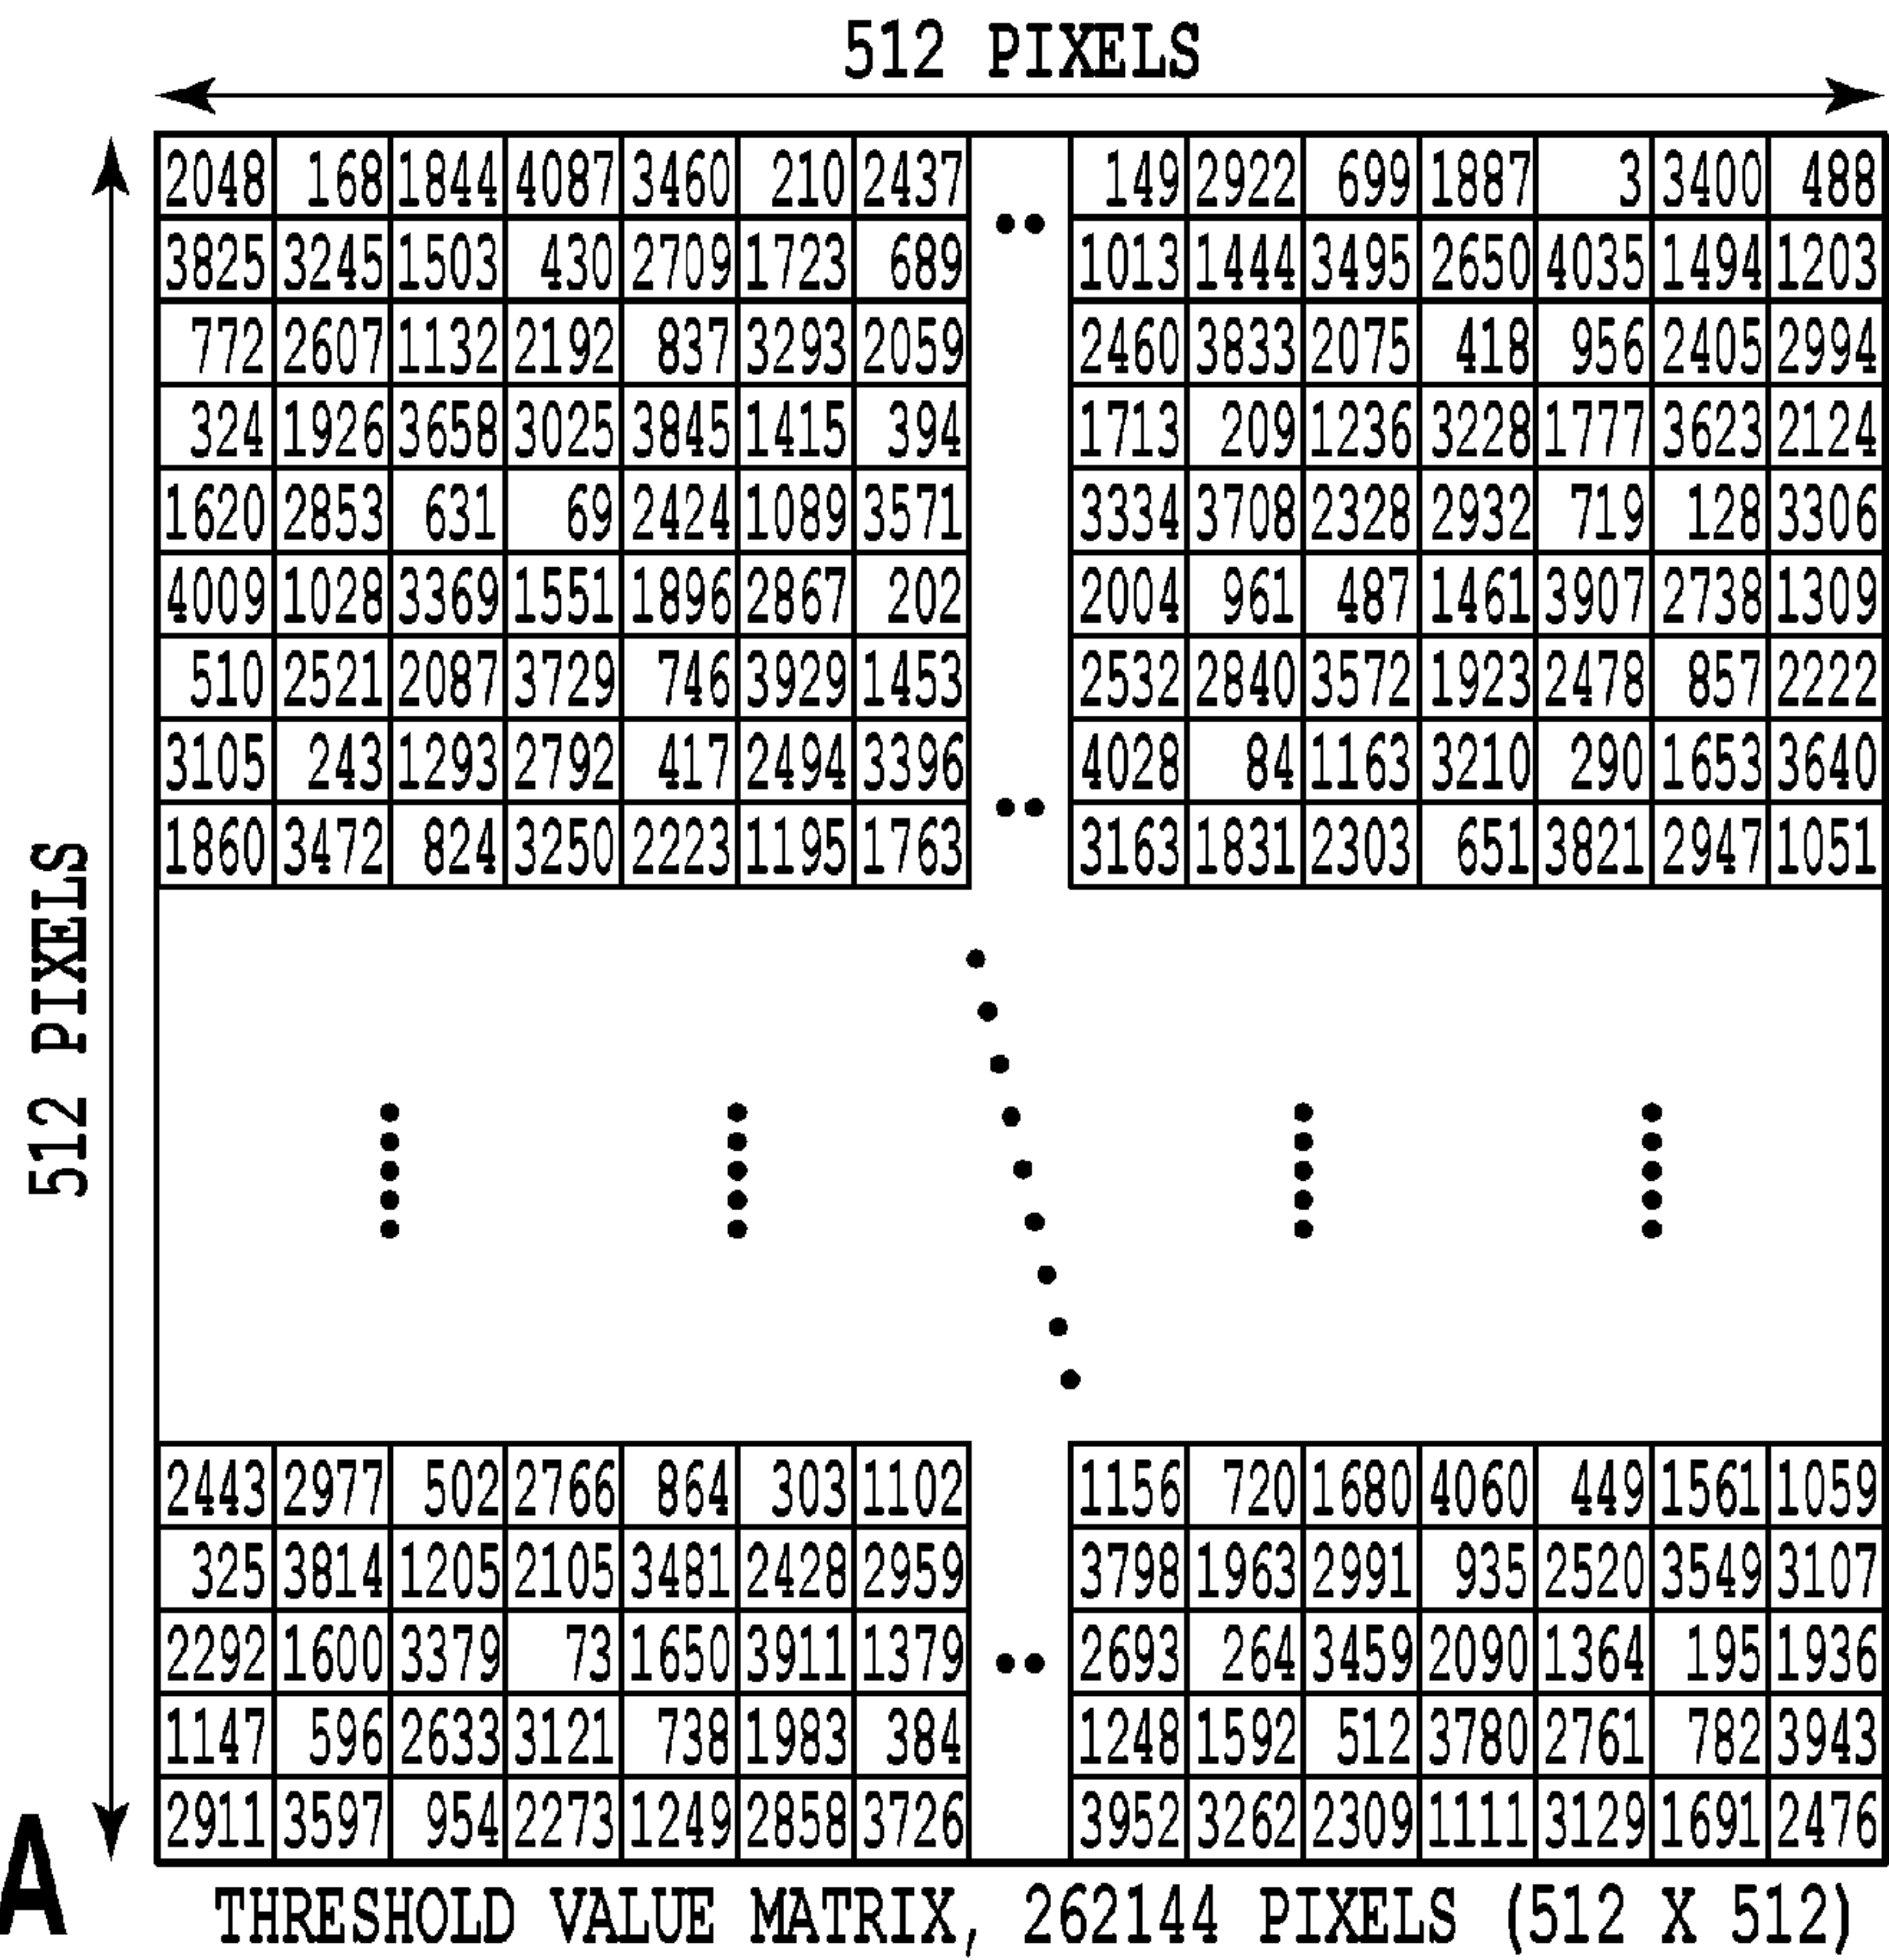 512 PIXELS
2048 168 1844 4087 3460 210 2437 149 2922 699 1887 3 3400 488
3825 3245 1503 430 2709 1723 689 1013 1444 3495 2650 4035 1494 1203
772 2607 1132 2192 837 3293 2059 2460 3833 2075 418 956 2405 2994
324 1926 3658 3025 3845 1415 394 1713 209 1236 3228 1777 3623 2124
1620 2853 631 69 2424 1089 3571 3334 3708 2328 2932 719 128 3306
4009 1028 3369 1551 1896 2867 202 2004 961 487 1461 3907 2738 1309
510 2521 2087 3729 746 3929 1453 2532 2840 3572 1923 2478 857 2222
3105 243 1293 2792 417 2494 3396 4028 84 1163 3210 290 1653 3640
1860 3472 824 3250 2223 1195 1763 3163 1831 2303 651 3821 2947 1051
512 PIXELS
2443 2977 502 2766 864 303 1102 1156 720 1680 4060 449 1561 1059
325 3814 1205 2105 3481 2428 2959 3798 1963 2991 935 2520 3549 3107
2292 1600 3379 73 1650 3911 1379 2693 264 3459 2090 1364 195 1936
1147 596 2633 3121 738 1983 384 1248 1592 512 3780 2761 782 3943
2911 3597 954 2273 1249 2858 3726 3952 3262 2309 1111 3129 1691 2476
A
THRESHOLD VALUE MATRIX, 262144 PIXELS (512 X 512)